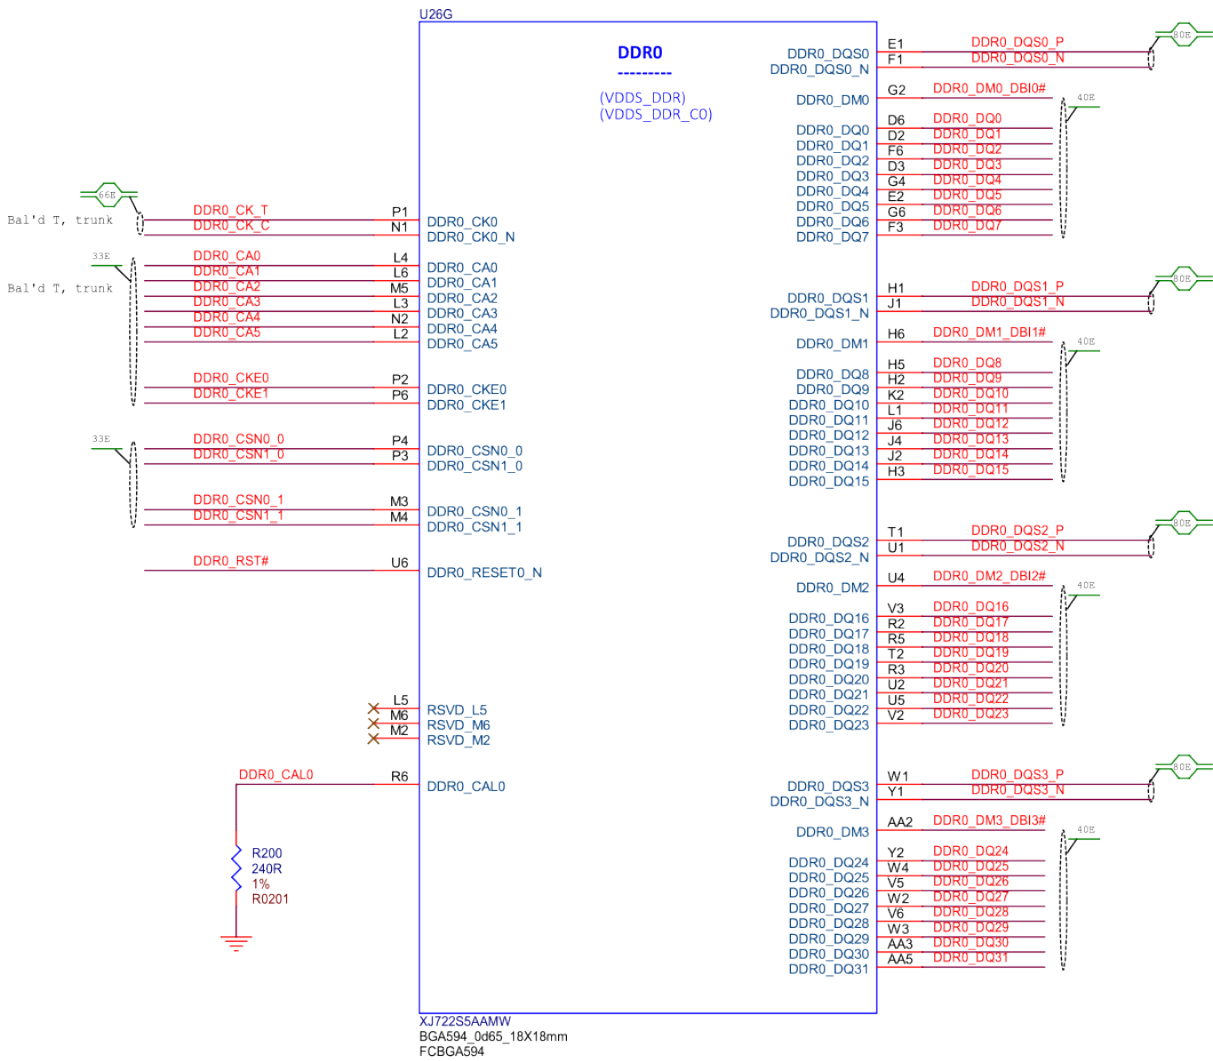 U26G
DDR0
---------
(VDDS_DDR)
(VDDS_DDR_C0)
66E
Bal'd T, trunk
DDR0_CK_T P1 DDR0_CK0
DDR0_CK_C N1 DDR0_CK0_N
33E
Bal'd T, trunk
DDR0_CA0 L4 DDR0_CA0
DDR0_CA1 L6 DDR0_CA1
DDR0_CA2 M5 DDR0_CA2
DDR0_CA3 L3 DDR0_CA3
DDR0_CA4 N2 DDR0_CA4
DDR0_CA5 L2 DDR0_CA5
DDR0_CKE0 P2 DDR0_CKE0
DDR0_CKE1 P6 DDR0_CKE1
33E
DDR0_CSN0_0 P4 DDR0_CSN0_0
DDR0_CSN1_0 P3 DDR0_CSN1_0
DDR0_CSN0_1 M3 DDR0_CSN0_1
DDR0_CSN1_1 M4 DDR0_CSN1_1
DDR0_RST# U6 DDR0_RESET0_N
L5 RSVD_L5
M6 RSVD_M6
M2 RSVD_M2
DDR0_CAL0 R6 DDR0_CAL0
R200
240R
1%
R0201
80E
DDR0_DQS0 E1 DDR0_DQS0_P
DDR0_DQS0_N F1 DDR0_DQS0_N
DDR0_DM0 G2 DDR0_DM0_DBI0#
40E
DDR0_DQ0 D6 DDR0_DQ0
DDR0_DQ1 D2 DDR0_DQ1
DDR0_DQ2 F6 DDR0_DQ2
DDR0_DQ3 D3 DDR0_DQ3
DDR0_DQ4 G4 DDR0_DQ4
DDR0_DQ5 E2 DDR0_DQ5
DDR0_DQ6 G6 DDR0_DQ6
DDR0_DQ7 F3 DDR0_DQ7
80E
DDR0_DQS1 H1 DDR0_DQS1_P
DDR0_DQS1_N J1 DDR0_DQS1_N
DDR0_DM1 H6 DDR0_DM1_DBI1#
40E
DDR0_DQ8 H5 DDR0_DQ8
DDR0_DQ9 H2 DDR0_DQ9
DDR0_DQ10 K2 DDR0_DQ10
DDR0_DQ11 L1 DDR0_DQ11
DDR0_DQ12 J6 DDR0_DQ12
DDR0_DQ13 J4 DDR0_DQ13
DDR0_DQ14 J2 DDR0_DQ14
DDR0_DQ15 H3 DDR0_DQ15
80E
DDR0_DQS2 T1 DDR0_DQS2_P
DDR0_DQS2_N U1 DDR0_DQS2_N
DDR0_DM2 U4 DDR0_DM2_DBI2#
40E
DDR0_DQ16 V3 DDR0_DQ16
DDR0_DQ17 R2 DDR0_DQ17
DDR0_DQ18 R5 DDR0_DQ18
DDR0_DQ19 T2 DDR0_DQ19
DDR0_DQ20 R3 DDR0_DQ20
DDR0_DQ21 U2 DDR0_DQ21
DDR0_DQ22 U5 DDR0_DQ22
DDR0_DQ23 V2 DDR0_DQ23
80E
DDR0_DQS3 W1 DDR0_DQS3_P
DDR0_DQS3_N Y1 DDR0_DQS3_N
DDR0_DM3 AA2 DDR0_DM3_DBI3#
40E
DDR0_DQ24 Y2 DDR0_DQ24
DDR0_DQ25 W4 DDR0_DQ25
DDR0_DQ26 V5 DDR0_DQ26
DDR0_DQ27 W2 DDR0_DQ27
DDR0_DQ28 V6 DDR0_DQ28
DDR0_DQ29 W3 DDR0_DQ29
DDR0_DQ30 AA3 DDR0_DQ30
DDR0_DQ31 AA5 DDR0_DQ31
XJ722S5AAMW
BGA594_0d65_18X18mm
FCBGA594